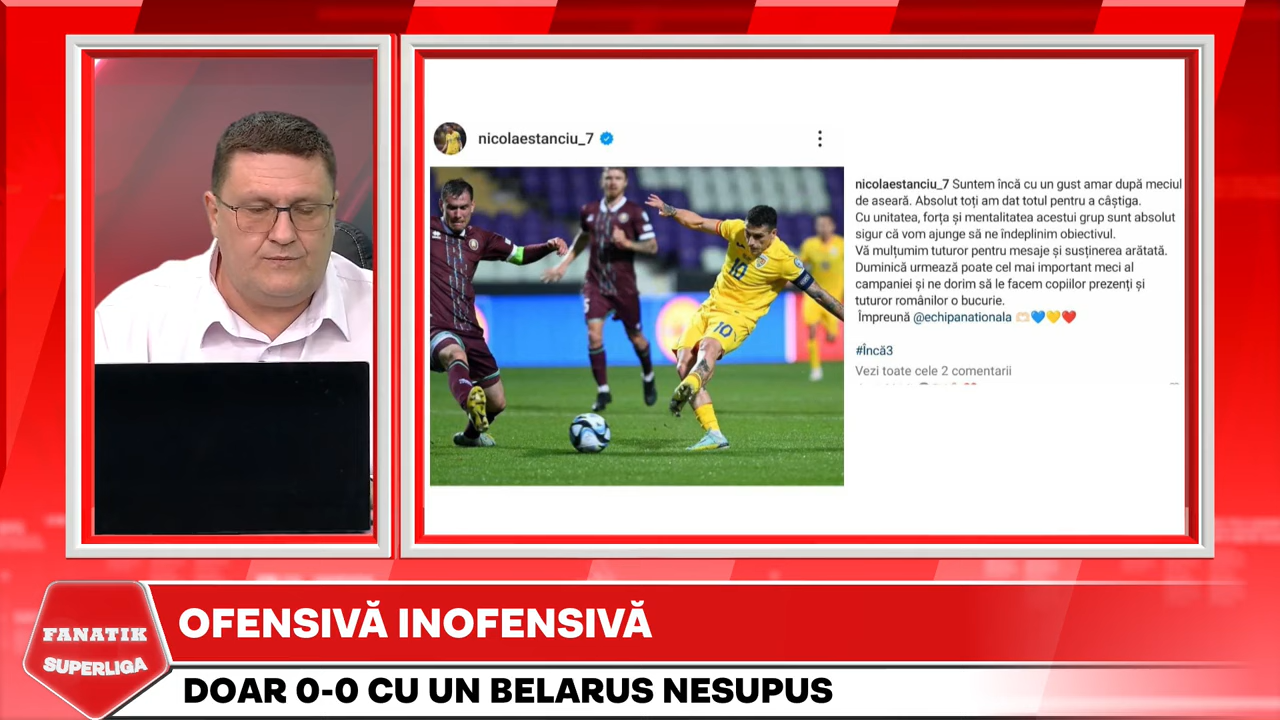 nicolaestanciu_7
nicolaestanciu_7 Suntem încă cu un gust amar după meciul
de aseară. Absolut toți am dat totul pentru a câștiga.
Cu unitatea, forța și mentalitatea acestui grup sunt absolut
sigur că vom ajunge să ne îndeplinim obiectivul.
Vă mulțumim tuturor pentru mesaje și susținerea arătată.
Duminică urmează poate cel mai important meci al
campaniei și ne dorim să le facem copiilor prezenți și
tuturor românilor o bucurie.
Împreună @echipanationala 🫶🏻💙💛❤️
#Încă3
Vezi toate cele 2 comentarii
10
10
FANATIK
SUPERLIGA
OFENSIVĂ INOFENSIVĂ
DOAR 0-0 CU UN BELARUS NESUPUS